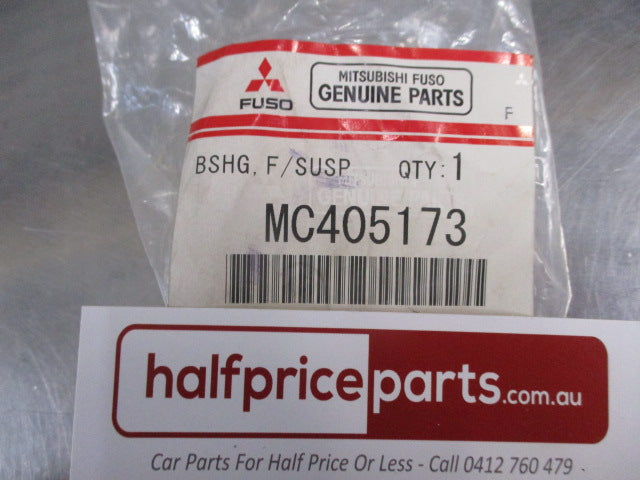 FUSO
MITSUBISHI FUSO
GENUINE PARTS
F
BSHG, F/SUSP QTY: 1
MC405173
halfpriceparts.com.au
Car Parts For Half Price Or Less - Call 0412 760 479